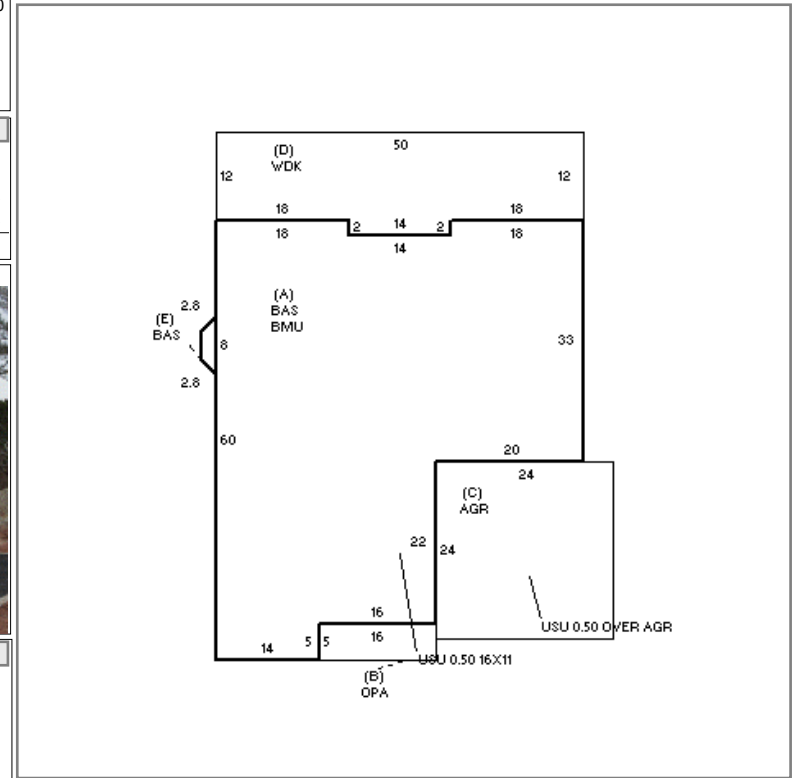 50
(D)
WDK
12
12
18
18
2
14
2
18
14
18
(A)
BAS
BMU
2.8
(E)
BAS
8
33
2.8
60
20
24
(C)
AGR
22
24
16
USU 0.50 OVER AGR
5
5
16
14
USU 0.50 16X11
(B)
OPA